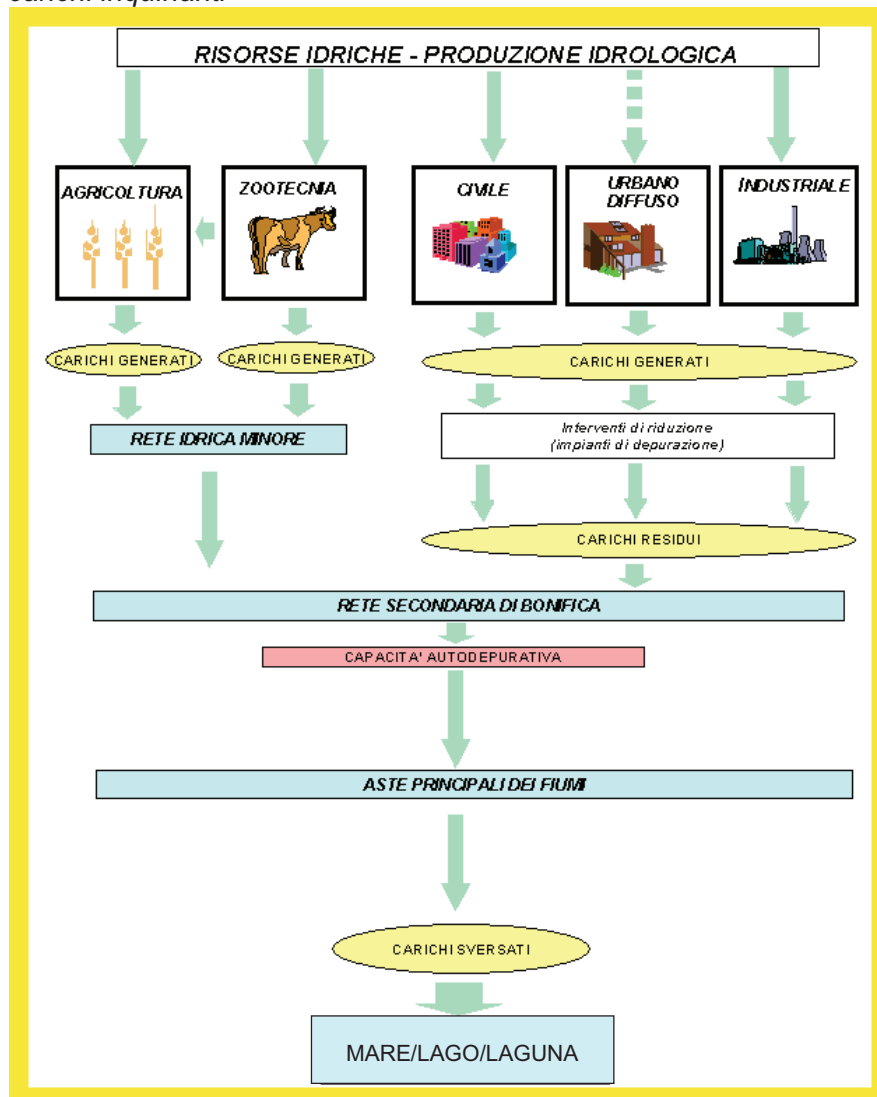 carichi inquinanti
RISORSE IDRICHE - PRODUZIONE IDROLOGICA
AGRICOLTURA
ZOOTECNIA
CIVILE
URBANO
DIFFUSO
INDUSTRIALE
CARICHI GENERATI
CARICHI GENERATI
CARICHI GENERATI
RETE IDRICA MINORE
Interventi di riduzione
(impianti di depurazione)
CARICHI RESIDUI
RETE SECONDARIA DI BONIFICA
CAPACITA' AUTODEPURATIVA
ASTE PRINCIPALI DEI FIUMI
CARICHI SVERSATI
MARE/LAGO/LAGUNA